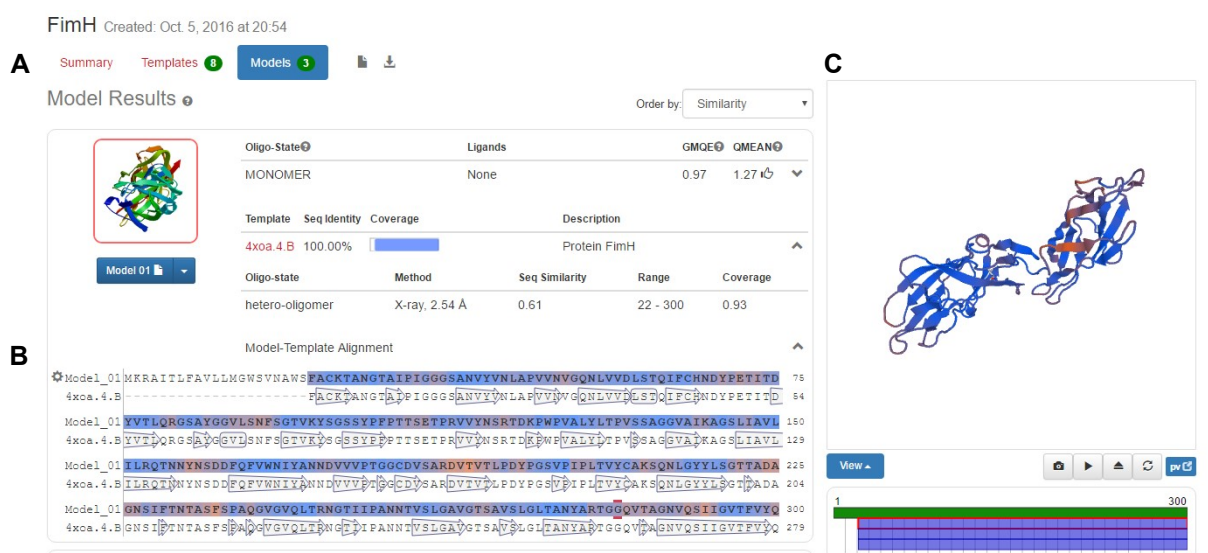 FimH Created: Oct. 5, 2016 at 20:54
A
Summary Templates 8 Models 3
C
Model Results
Order by: Similarity
Oligo-State Ligands GMQE QMEAN
MONOMER None 0.97 1.27
Template Seq Identity Coverage Description
4xoa.4.B 100.00% Protein FimH
Model 01
Oligo-state Method Seq Similarity Range Coverage
hetero-oligomer X-ray, 2.54 Å 0.61 22 - 300 0.93
B
Model-Template Alignment
Model_01 MKRAITLFAVLLMGWSVNAWSFACKTANGTAIPIGGGSANVYVNLAPVVNVGQNLVVDLSTQIFCHNDYPETITD 75
4xoa.4.B ---------------------FACKTANGTAIPIGGGSANVYVNLAPVVNVGQNLVVDLSTQIFCHNDYPETITD 54
Model_01 YVTLQRGSAYGGVLSNFSGTVKYSGSSYPFPTTSETPRVVYNSRTDKPWPVALYLTPVSSAGGVAIKAGSLIAVL 150
4xoa.4.B YVTLQRGSAYGGVLSNFSGTVKYSGSSYPFPTTSETPRVVYNSRTDKPWPVALYLTPVSSAGGVAIKAGSLIAVL 129
Model_01 ILRQTNNYNSDDFQFVWNIYANNDVVVPTGGCDVSARDVTVTLPDYPGSVPIPLTVYCAKSQNLGYYLSGTTADA 225
4xoa.4.B ILRQTNNYNSDDFQFVWNIYANNDVVVPTGGCDVSARDVTVTLPDYPGSVPIPLTVYCAKSQNLGYYLSGTTADA 204
Model_01 GNSIFTNTASFSPAQGVGVQLTRNGTIIPANNTVSLGAVGTSAVSLGLTANYARTGGQVTAGNVQSIIGVTFVYQ 300
4xoa.4.B GNSIFTNTASFSPAQGVGVQLTRNGTIIPANNTVSLGAVGTSAVSLGLTANYARTGGQVTAGNVQSIIGVTFVYQ 279
View
pv
1 300